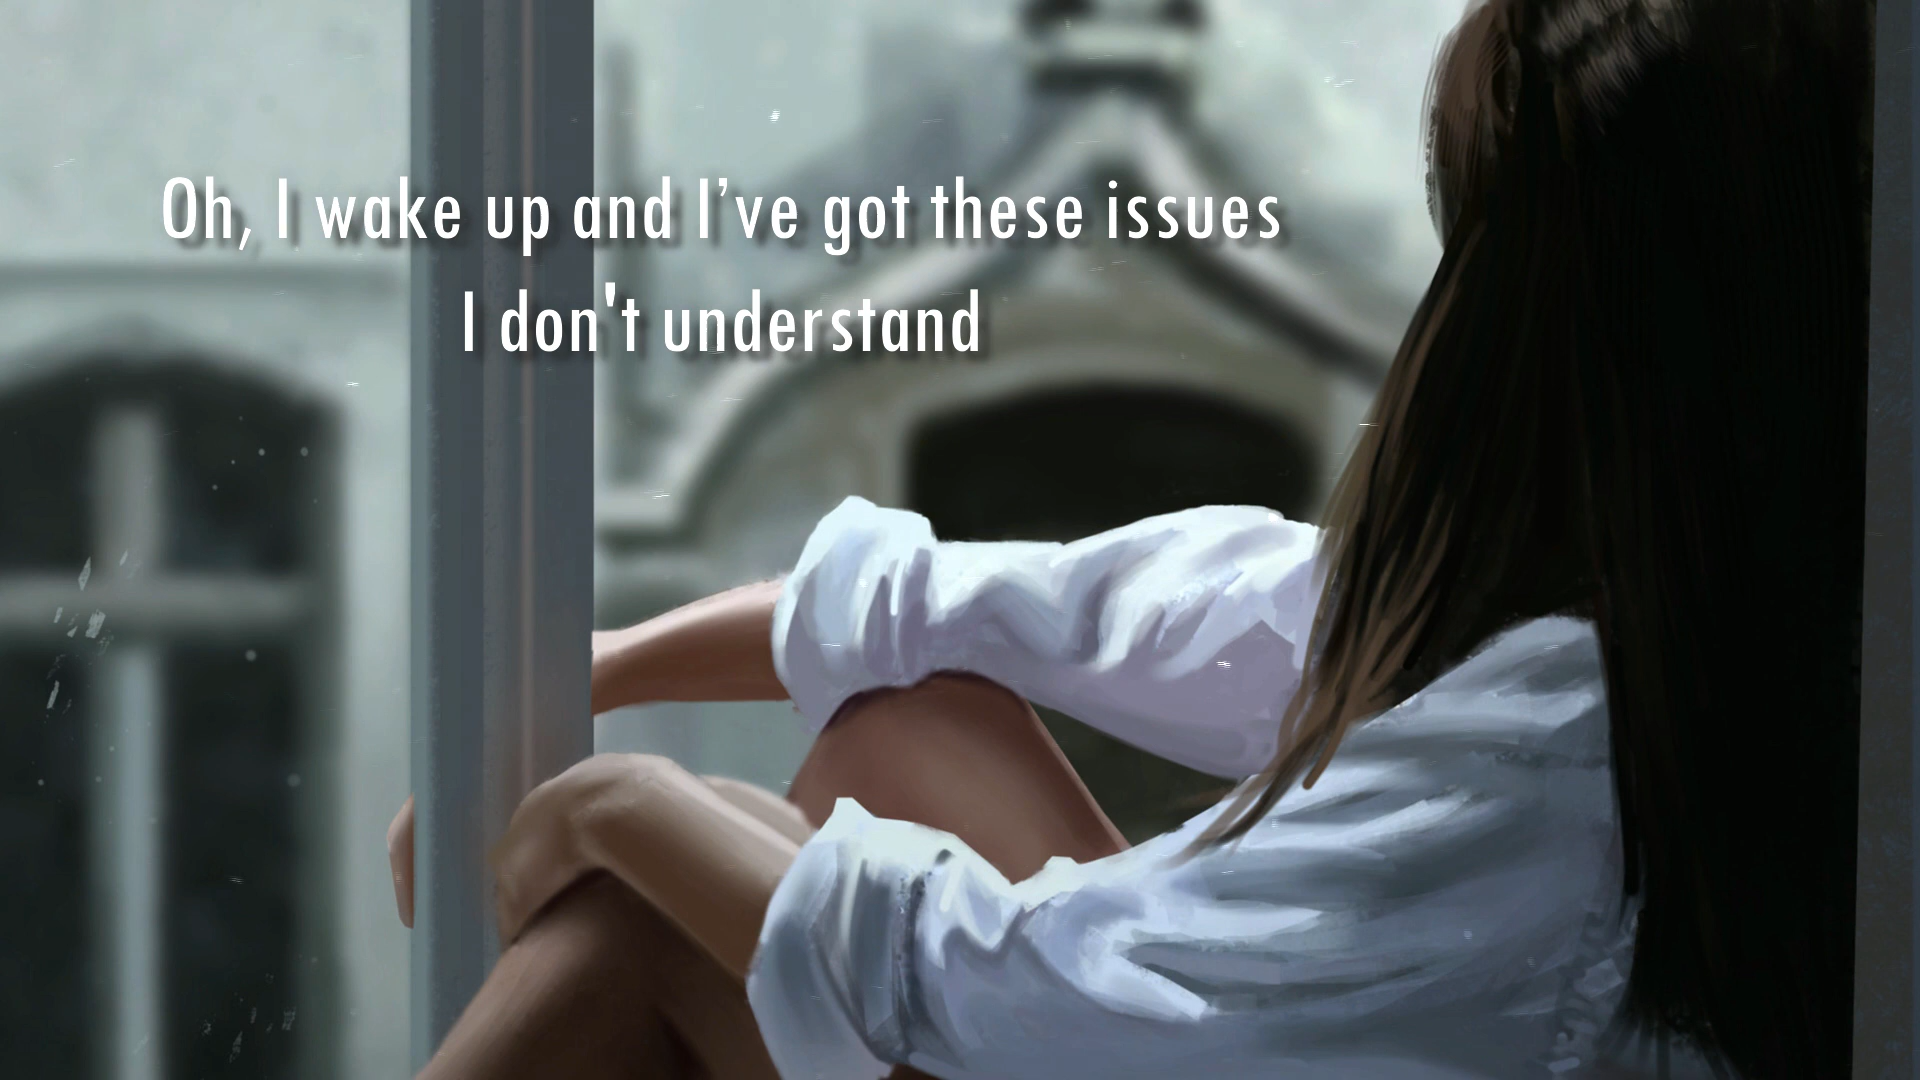 Oh, I wake up and I’ve got these issues
I don't understand